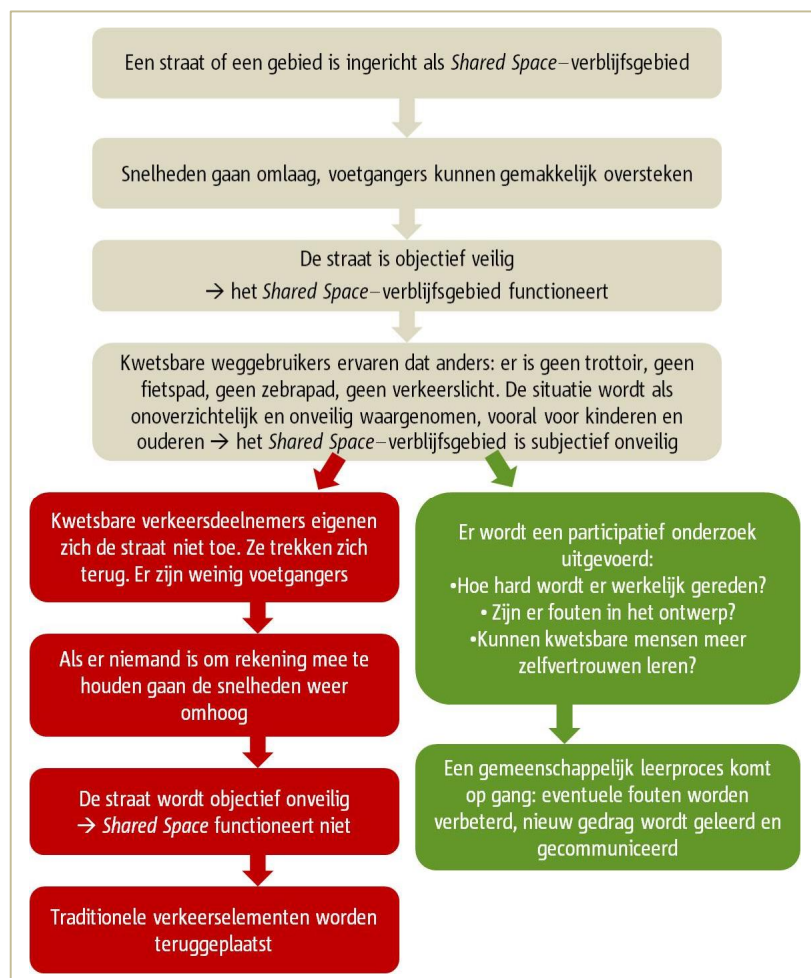 Een straat of een gebied is ingericht als Shared Space–verblijfsgebied
Snelheden gaan omlaag, voetgangers kunnen gemakkelijk oversteken
De straat is objectief veilig
→ het Shared Space–verblijfsgebied functioneert
Kwetsbare weggebruikers ervaren dat anders: er is geen trottoir, geen
fietspad, geen zebrapad, geen verkeerslicht. De situatie wordt als
onoverzichtelijk en onveilig waargenomen, vooral voor kinderen en
ouderen → het Shared Space–verblijfsgebied is subjectief onveilig
Kwetsbare verkeersdeelnemers eigenen
zich de straat niet toe. Ze trekken zich
terug. Er zijn weinig voetgangers
Als er niemand is om rekening mee te
houden gaan de snelheden weer
omhoog
De straat wordt objectief onveilig
→ Shared Space functioneert niet
Traditionele verkeerselementen worden
teruggeplaatst
Er wordt een participatief onderzoek
uitgevoerd:
•Hoe hard wordt er werkelijk gereden?
• Zijn er fouten in het ontwerp?
•Kunnen kwetsbare mensen meer
zelfvertrouwen leren?
Een gemeenschappelijk leerproces komt
op gang: eventuele fouten worden
verbeterd, nieuw gedrag wordt geleerd en
gecommuniceerd